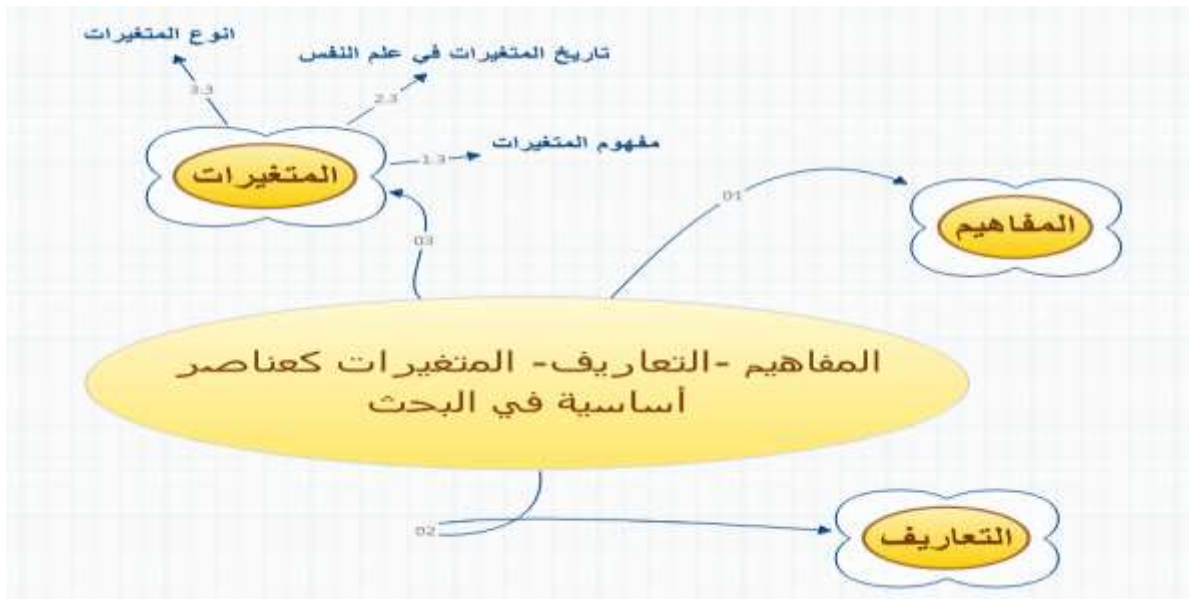 انوع المتغيرات
تاريخ المتغيرات في علم النفس
3.3
2.3
مفهوم المتغيرات
1.3
المتغيرات
01
المفاهيم
03
المفاهيم -التعاريف- المتغيرات كعناصر
أساسية في البحث
02
التعاريف